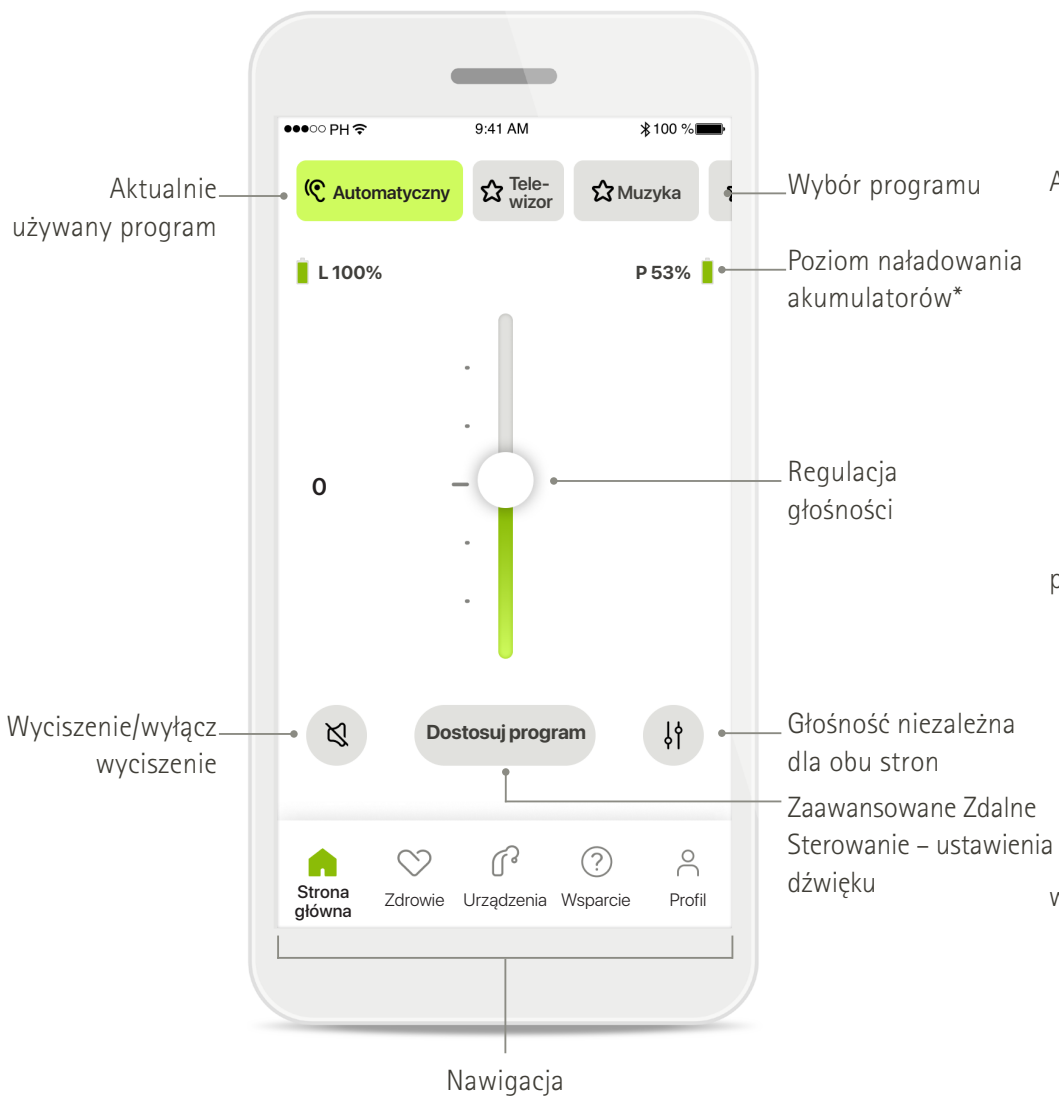 PH
9:41 AM
100 %
Aktualnie
używany program
Automatyczny
Tele-
wizor
Muzyka
Wybór programu
L 100%
P 53%
Poziom naładowania
akumulatorów*
0
Regulacja
głośności
Wyciszenie/wyłącz
wyciszenie
Dostosuj program
Głośność niezależna
dla obu stron
Zaawansowane Zdalne
Sterowanie – ustawienia
dźwięku
Strona
główna
Zdrowie
Urządzenia
Wsparcie
Profil
Nawigacja